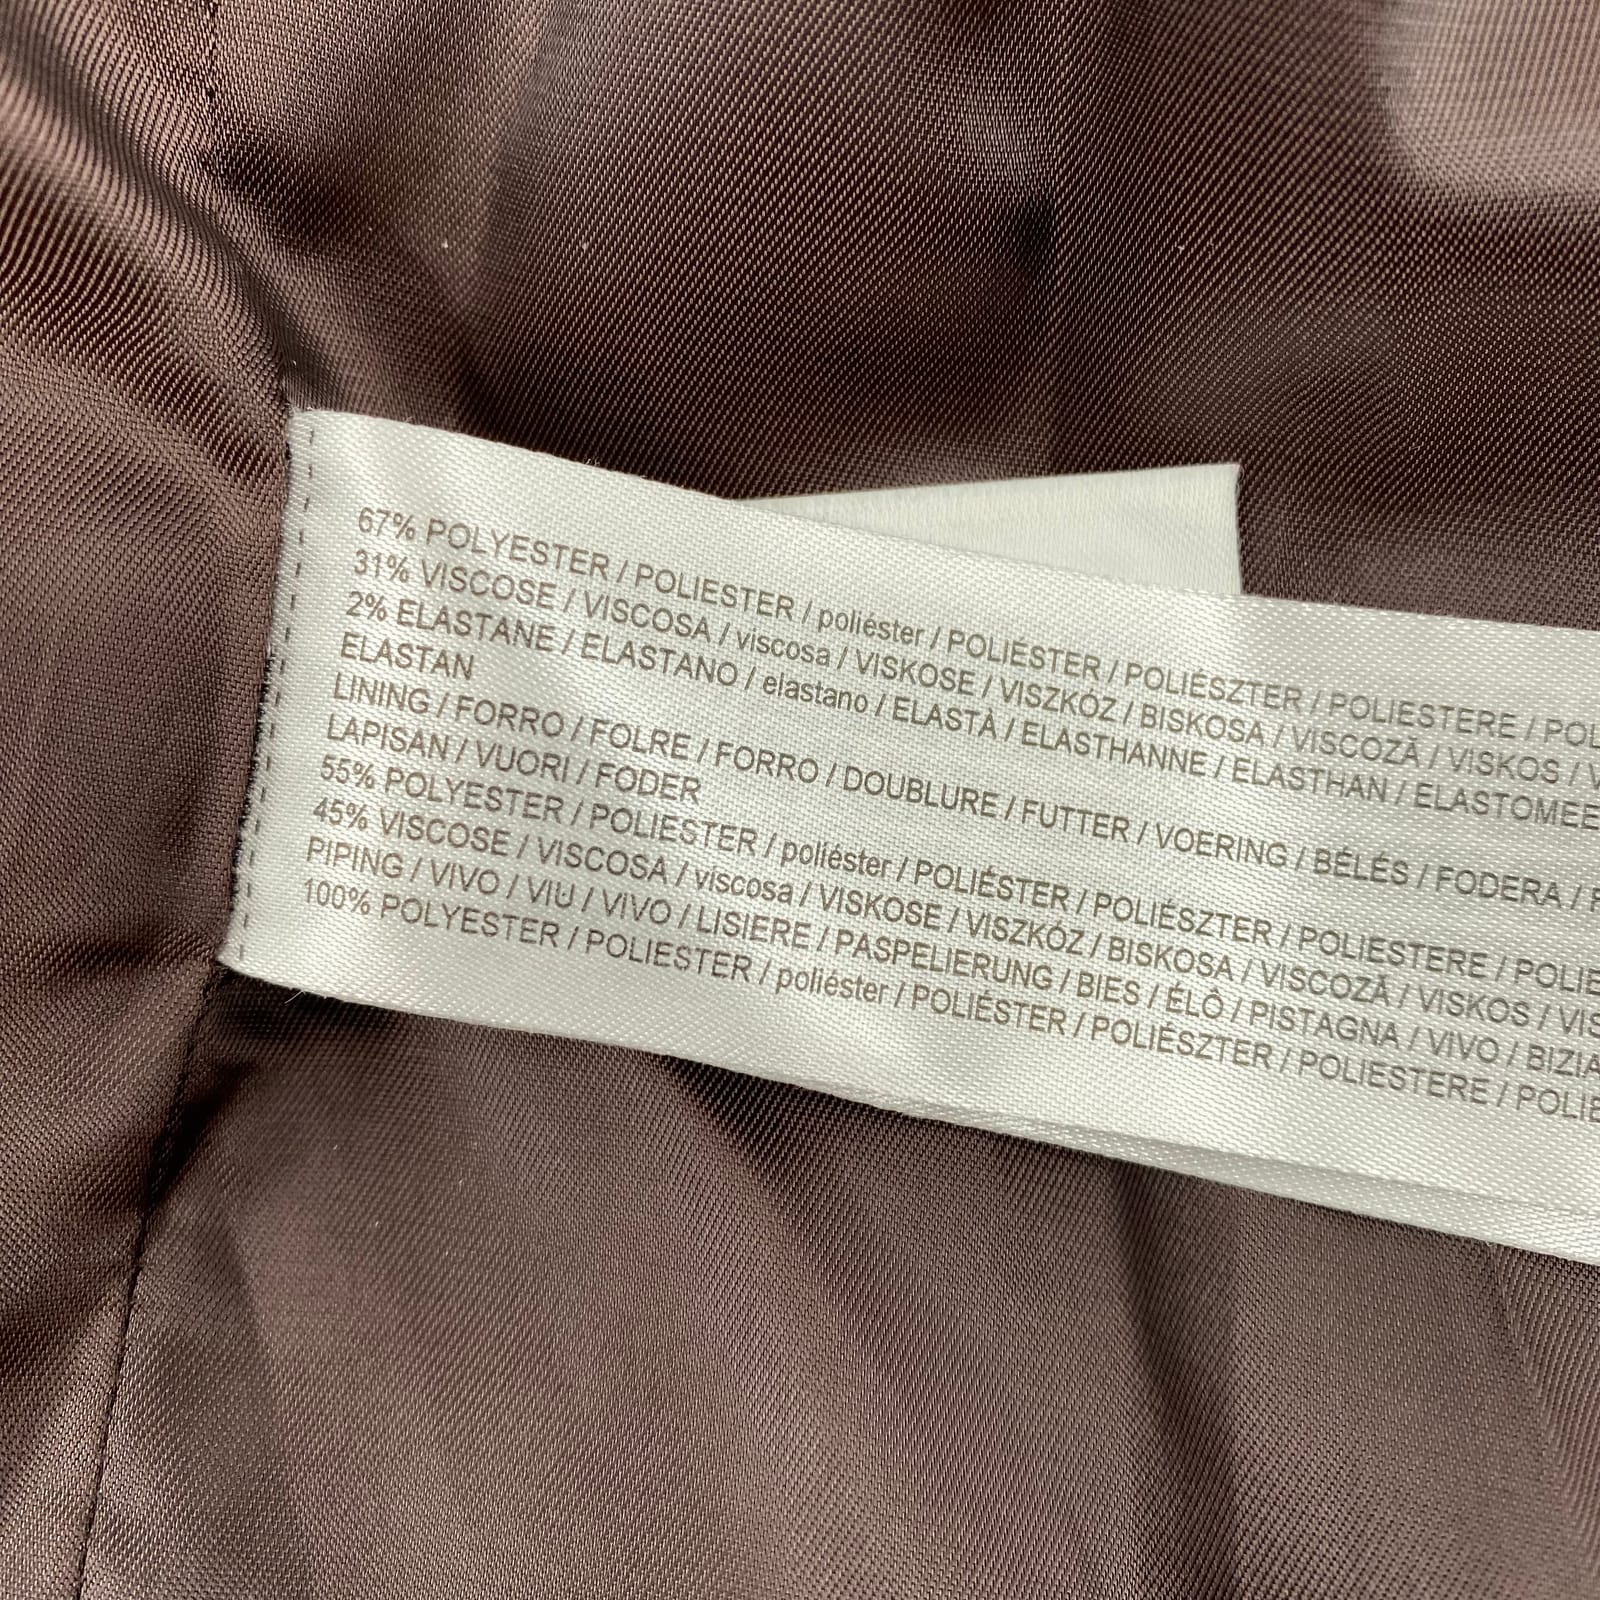 67% POLYESTER / POLIESTER / poliéster / POLIÉSTER / POLIÉSZTER / POLIESTERE / POL
31% VISCOSE / VISCOSA / viscosa / VISKOSE / VISZKÓZ / BISKOSA / VISCOZĂ / VISKOS / V
2% ELASTANE / ELASTANO / elastano / ELASTÀ / ELASTHANNE / ELASTHAN / ELASTOMEE
ELASTAN
LINING / FORRO / FOLRE / FORRO / DOUBLURE / FUTTER / VOERING / BÉLÉS / FODERA / F
LAPISAN / VUORI / FODER
55% POLYESTER / POLIESTER / poliéster / POLIÉSTER / POLIÉSZTER / POLIESTERE / POLIE
45% VISCOSE / VISCOSA / viscosa / VISKOSE / VISZKÓZ / BISKOSA / VISCOZĂ / VISKOS / VIS
PIPING / VIVO / VIU / VIVO / LISIERE / PASPELIERUNG / BIES / ÉLÔ / PISTAGNA / VIVO / BIZIA
100% POLYESTER / POLIESTER / poliéster / POLIÉSTER / POLIÉSZTER / POLIESTERE / POLIE